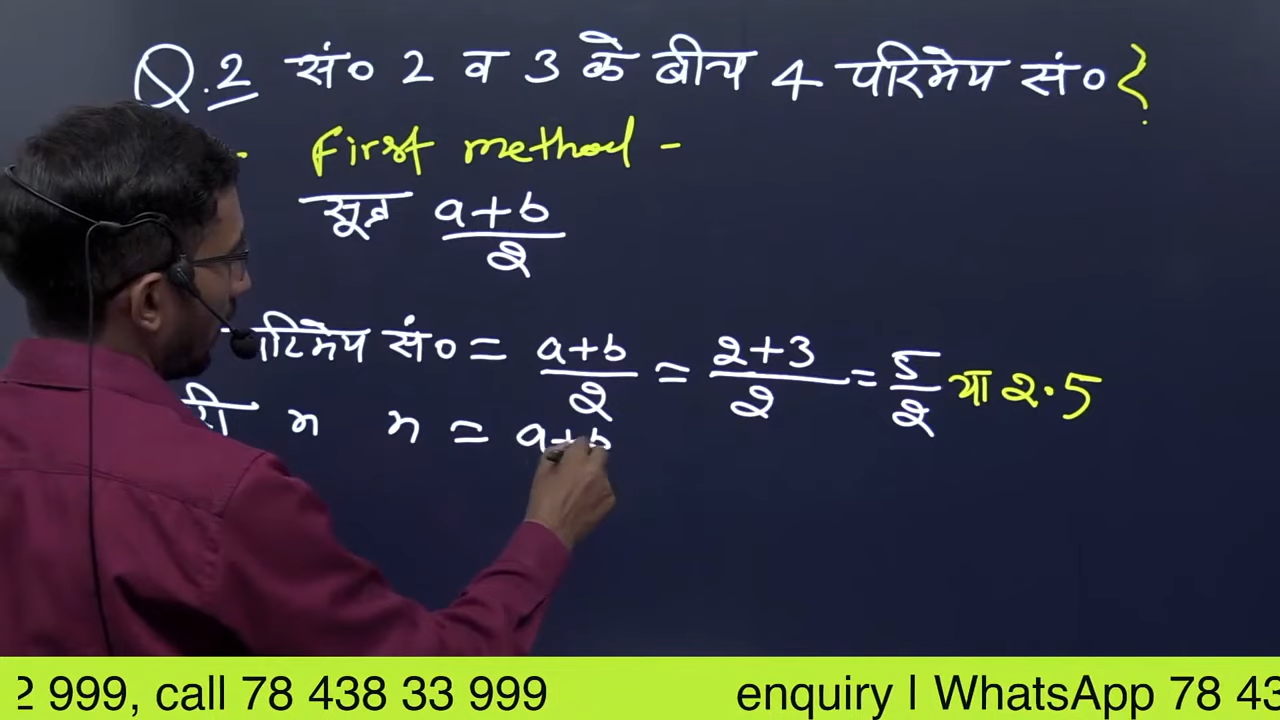 Q.2 सं० 2 व 3 के बीच 4 परिमेय सं० ?
First method -
सूत्र a+b/2
परिमेय सं० = a+b/2 = 2+3/2 = 5/2 या 2.5
री " " = a+b
2 999, call 78 438 33 999 enquiry I WhatsApp 78 43